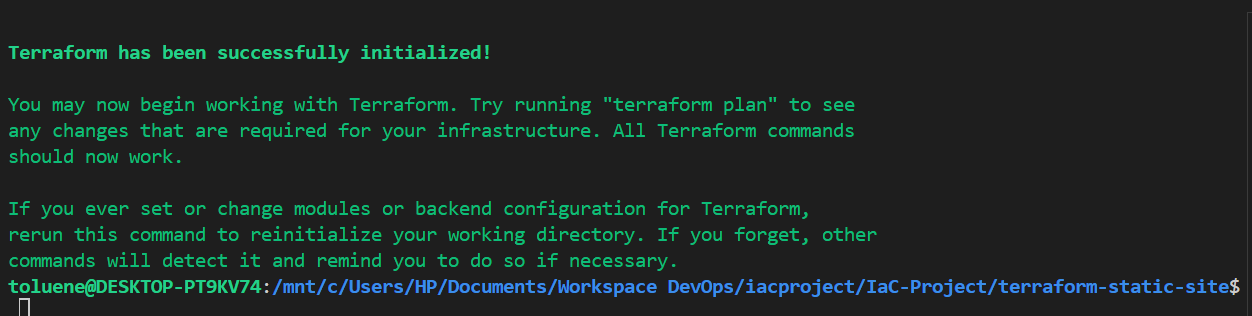 Terraform has been successfully initialized!
You may now begin working with Terraform. Try running "terraform plan" to see
any changes that are required for your infrastructure. All Terraform commands
should now work.
If you ever set or change modules or backend configuration for Terraform,
rerun this command to reinitialize your working directory. If you forget, other
commands will detect it and remind you to do so if necessary.
toluene@DESKTOP-PT9KV74:/mnt/c/Users/HP/Documents/Workspace DevOps/iacproject/IaC-Project/terraform-static-site$